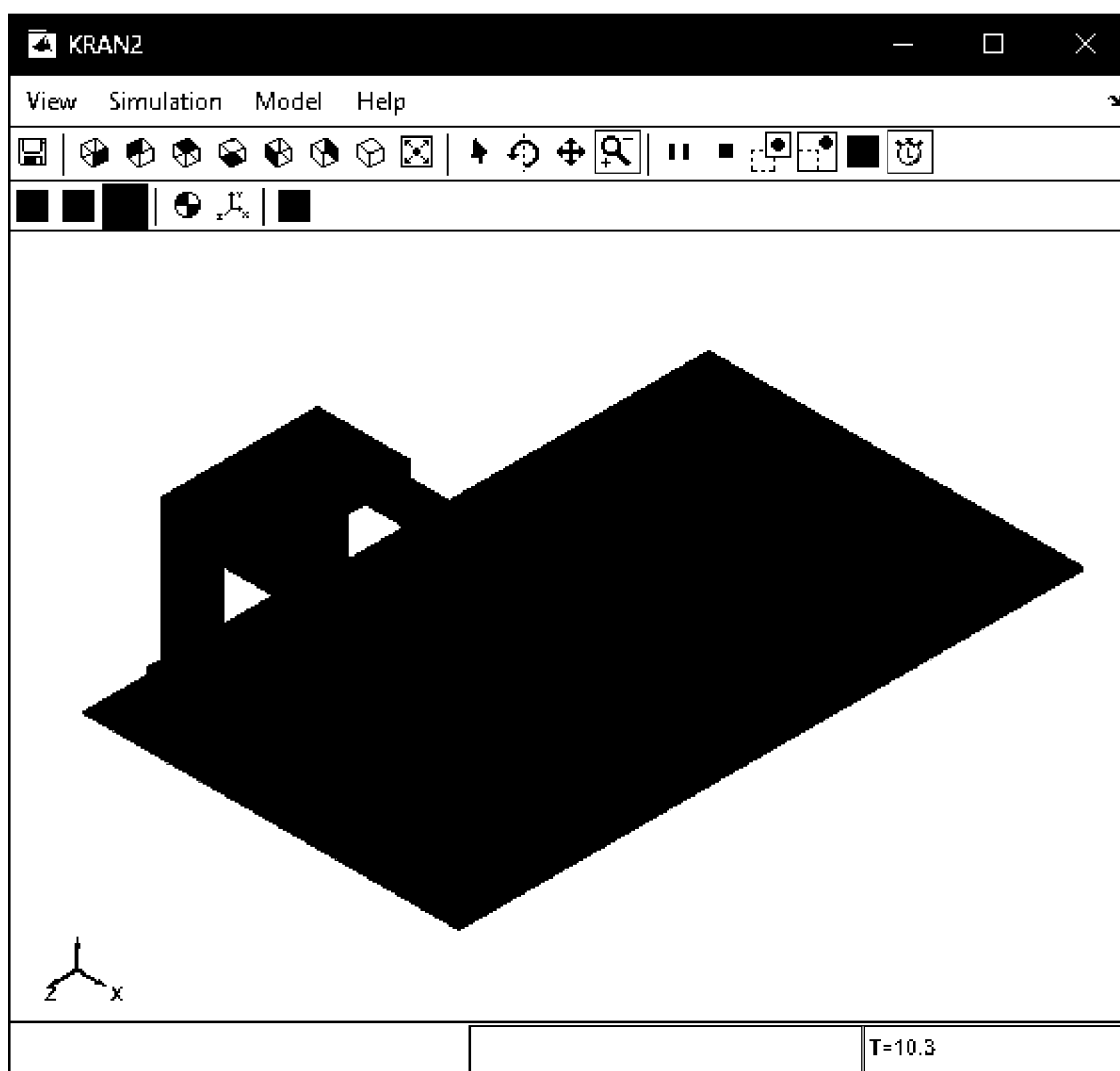 KRAN2
View Simulation Model Help
Y
Z X
Z X
T=10.3